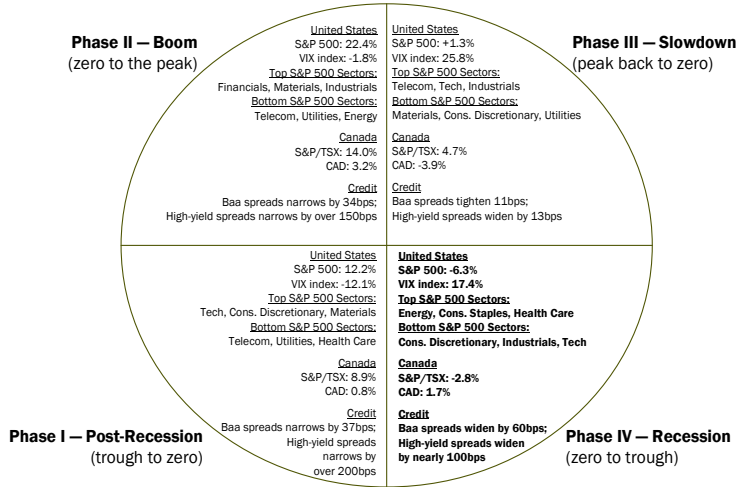 Phase II — Boom
(zero to the peak)
United States
S&P 500: 22.4%
VIX index: -1.8%
Top S&P 500 Sectors:
Financials, Materials, Industrials
Bottom S&P 500 Sectors:
Telecom, Utilities, Energy
Canada
S&P/TSX: 14.0%
CAD: 3.2%
Credit
Baa spreads narrows by 34bps;
High-yield spreads narrows by over 150bps
Phase III — Slowdown
(peak back to zero)
United States
S&P 500: +1.3%
VIX index: 25.8%
Top S&P 500 Sectors:
Telecom, Tech, Industrials
Bottom S&P 500 Sectors:
Materials, Cons. Discretionary, Utilities
Canada
S&P/TSX: 4.7%
CAD: -3.9%
Credit
Baa spreads tighten 11bps;
High-yield spreads widen by 13bps
United States
S&P 500: 12.2%
VIX index: -12.1%
Top S&P 500 Sectors:
Tech, Cons. Discretionary, Materials
Bottom S&P 500 Sectors:
Telecom, Utilities, Health Care
Canada
S&P/TSX: 8.9%
CAD: 0.8%
Credit
Baa spreads narrows by 37bps;
High-yield spreads
narrows by
over 200bps
Phase I — Post-Recession
(trough to zero)
United States
S&P 500: -6.3%
VIX index: 17.4%
Top S&P 500 Sectors:
Energy, Cons. Staples, Health Care
Bottom S&P 500 Sectors:
Cons. Discretionary, Industrials, Tech
Canada
S&P/TSX: -2.8%
CAD: 1.7%
Credit
Baa spreads widen by 60bps;
High-yield spreads widen
by nearly 100bps
Phase IV — Recession
(zero to trough)